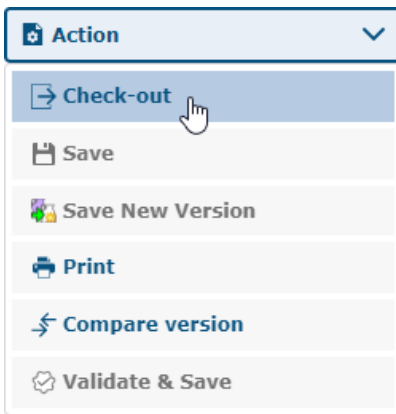 Action
Check-out
Save
Save New Version
Print
Compare version
Validate & Save